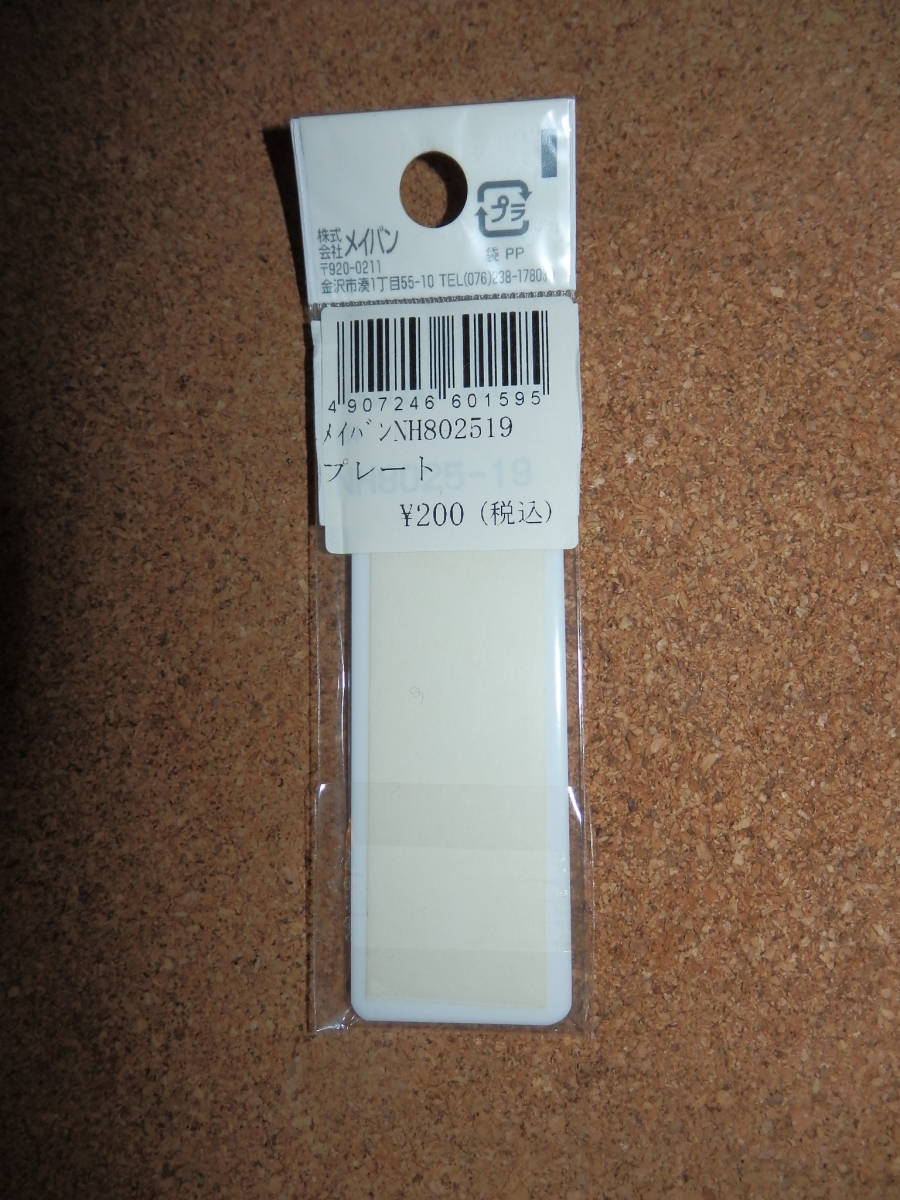 プラ
袋 PP
株式会社メイバン
〒920-0211
金沢市湊1丁目55-10 TEL(076)238-1780
4907246601595
ﾒｲﾊﾞﾝNH802519
プレート
NH8025-19
¥200 (税込)